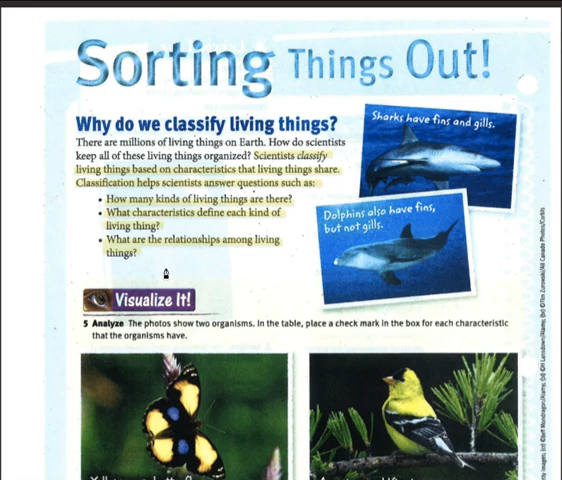 Sorting Things Out!
Why do we classify living things?
There are millions of living things on Earth. How do scientists
keep all of these living things organized? Scientists classify
living things based on characteristics that living things share.
Classification helps scientists answer questions such as:
• How many kinds of living things are there?
• What characteristics define each kind of
living thing?
• What are the relationships among living
things?
Sharks have fins and gills.
Dolphins also have fins,
but not gills.
Visualize It!
5 Analyze The photos show two organisms. In the table, place a check mark in the box for each characteristic
that the organisms have.